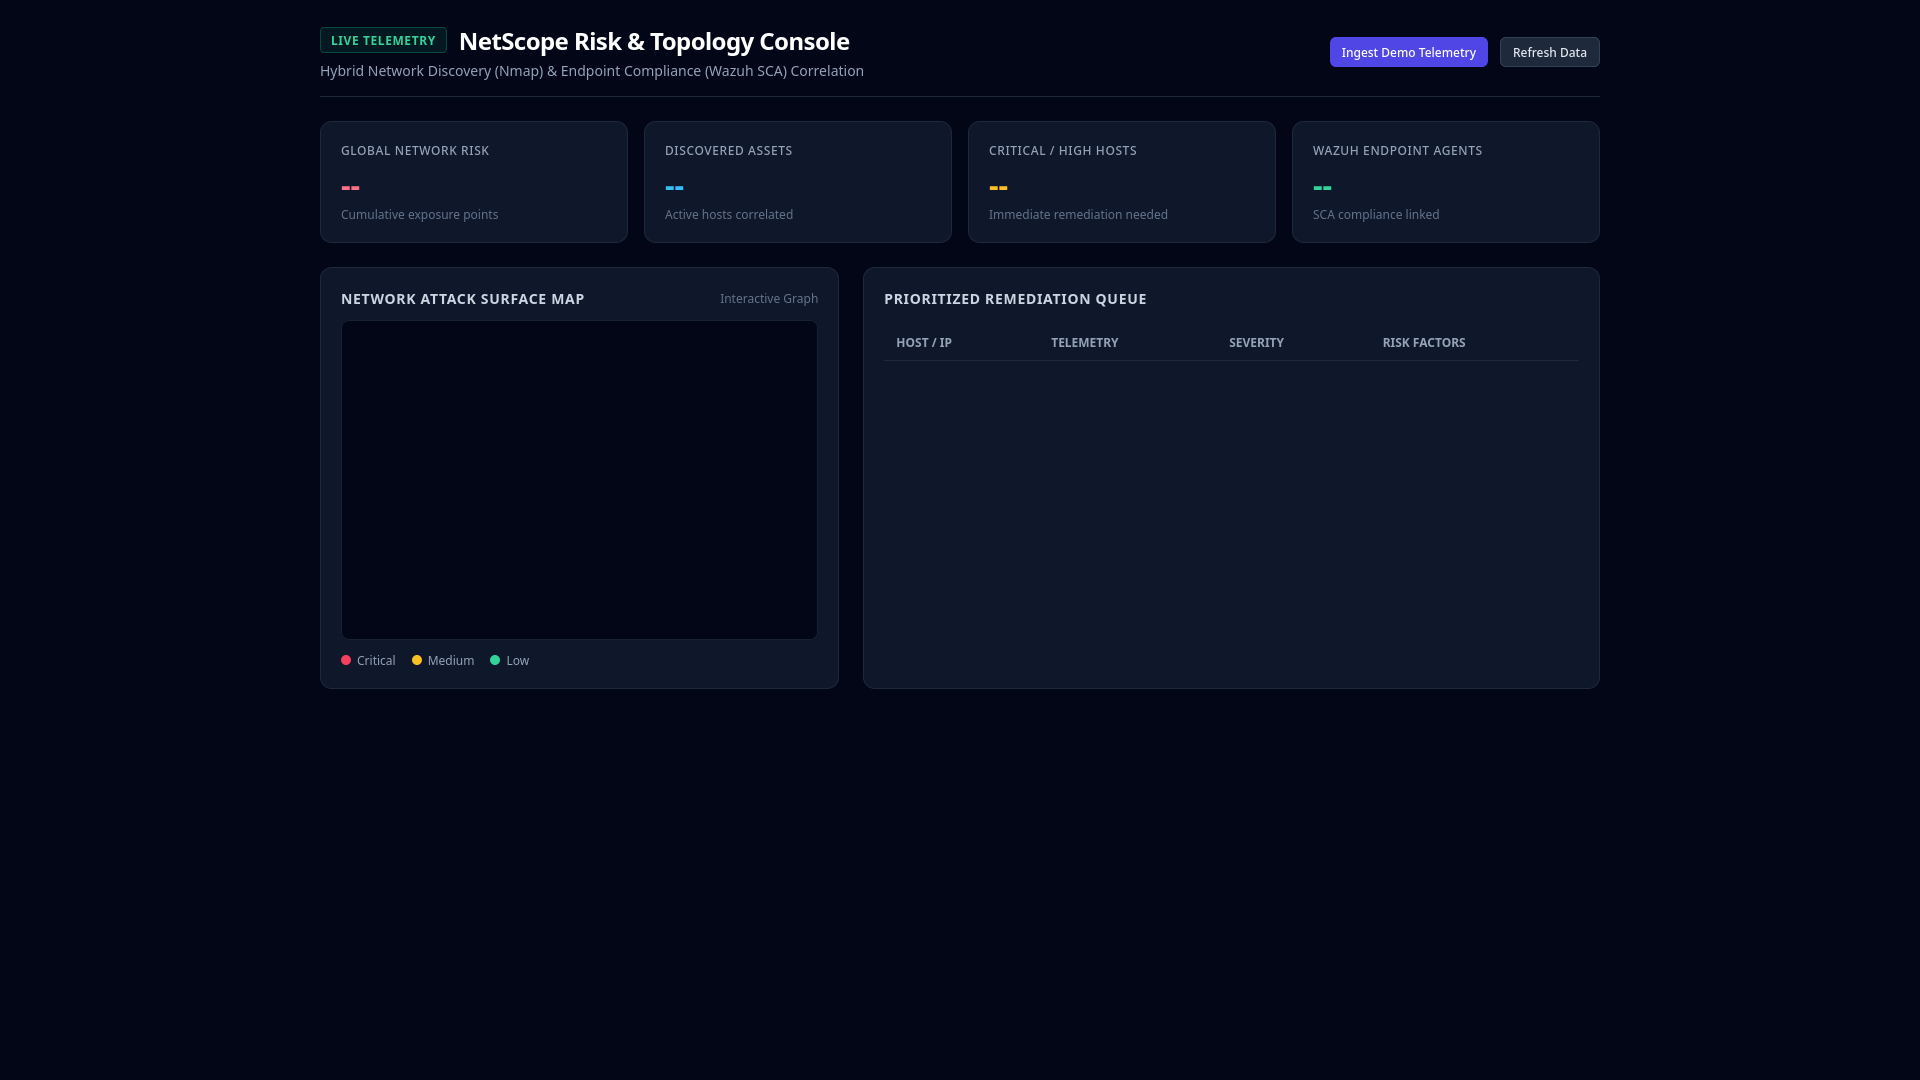 LIVE TELEMETRY
NetScope Risk & Topology Console
Hybrid Network Discovery (Nmap) & Endpoint Compliance (Wazuh SCA) Correlation
Ingest Demo Telemetry
Refresh Data
GLOBAL NETWORK RISK
--
Cumulative exposure points
DISCOVERED ASSETS
--
Active hosts correlated
CRITICAL / HIGH HOSTS
--
Immediate remediation needed
WAZUH ENDPOINT AGENTS
--
SCA compliance linked
NETWORK ATTACK SURFACE MAP
Interactive Graph
Critical
Medium
Low
PRIORITIZED REMEDIATION QUEUE
HOST / IP
TELEMETRY
SEVERITY
RISK FACTORS